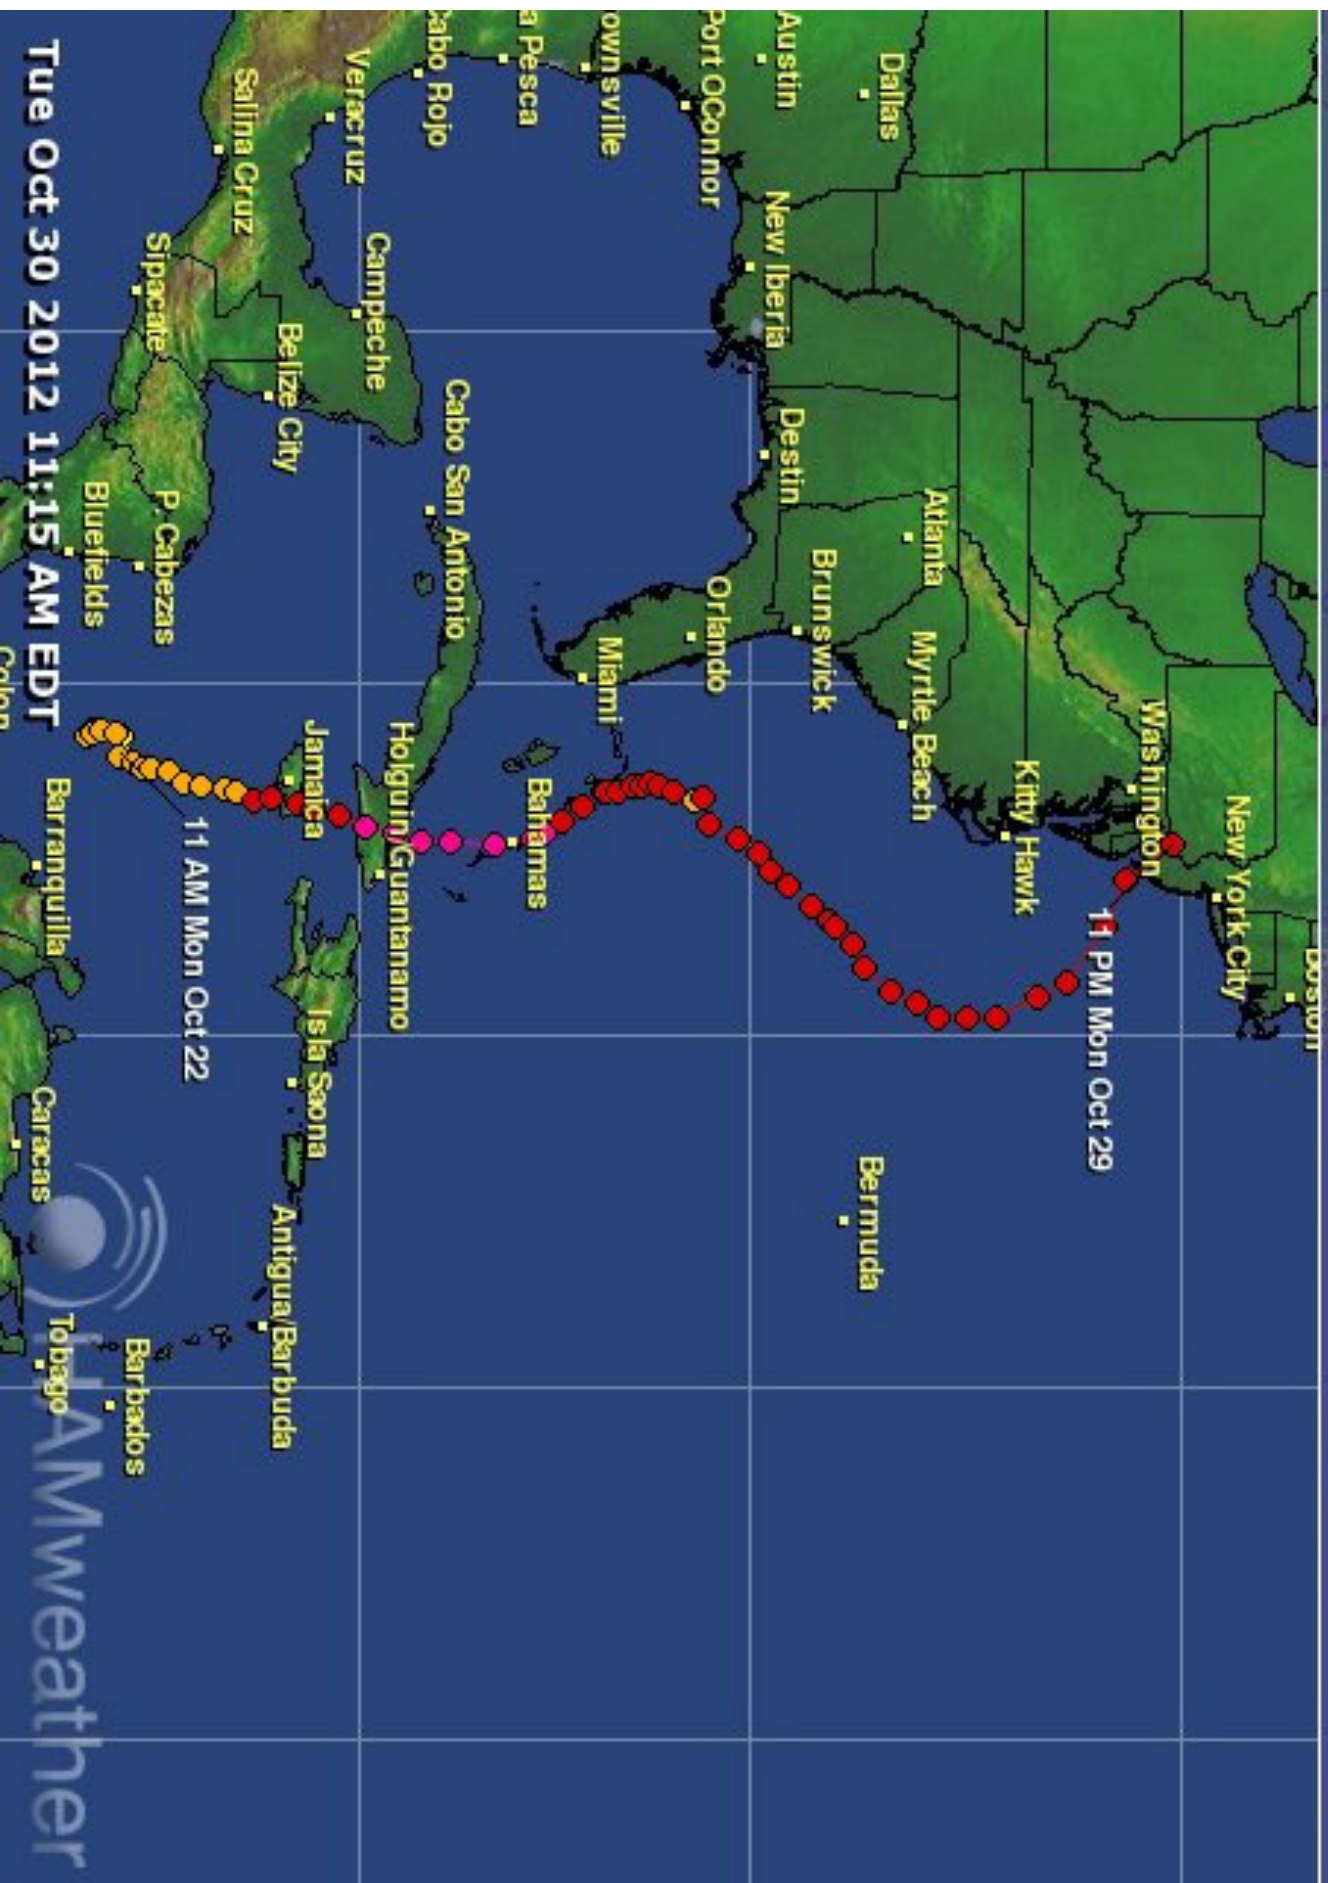 Boston
New York City
Washington
11 PM Mon Oct 29
Kitty Hawk
Atlanta
Myrtle Beach
Dallas
Bermuda
Brunswick
Austin
Destin
New Iberia
Orlando
Port OConnor
ownsville
Miami
Bahamas
a Pesca
Cabo San Antonio
Cabo Rojo
Holguin/Guantanamo
Campeche
Veracruz
Isla Saona
Jamaica
Belize City
Antigua/Barbuda
Salina Cruz
11 AM Mon Oct 22
P. Cabezas
Sipacate
Barbados
Bluefields
Barranquilla
Tobago
HAMweather
Tue Oct 30 2012 11:15 AM EDT
Caracas
Colon